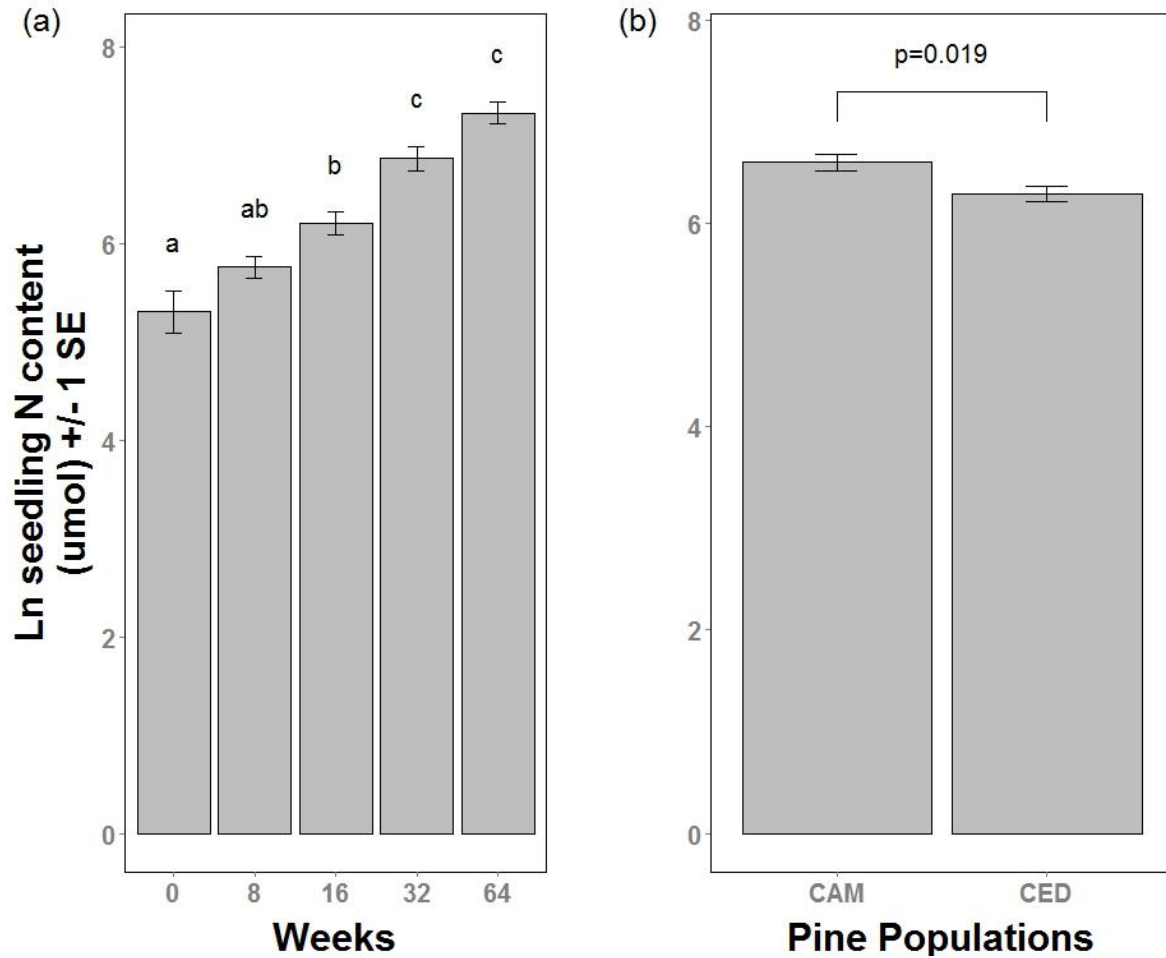 (a)
Ln seedling N content
(umol) +/- 1 SE
8
6
4
2
0
a
ab
b
c
c
0 8 16 32 64
Weeks
(b)
8
6
4
2
0
p=0.019
CAM CED
Pine Populations